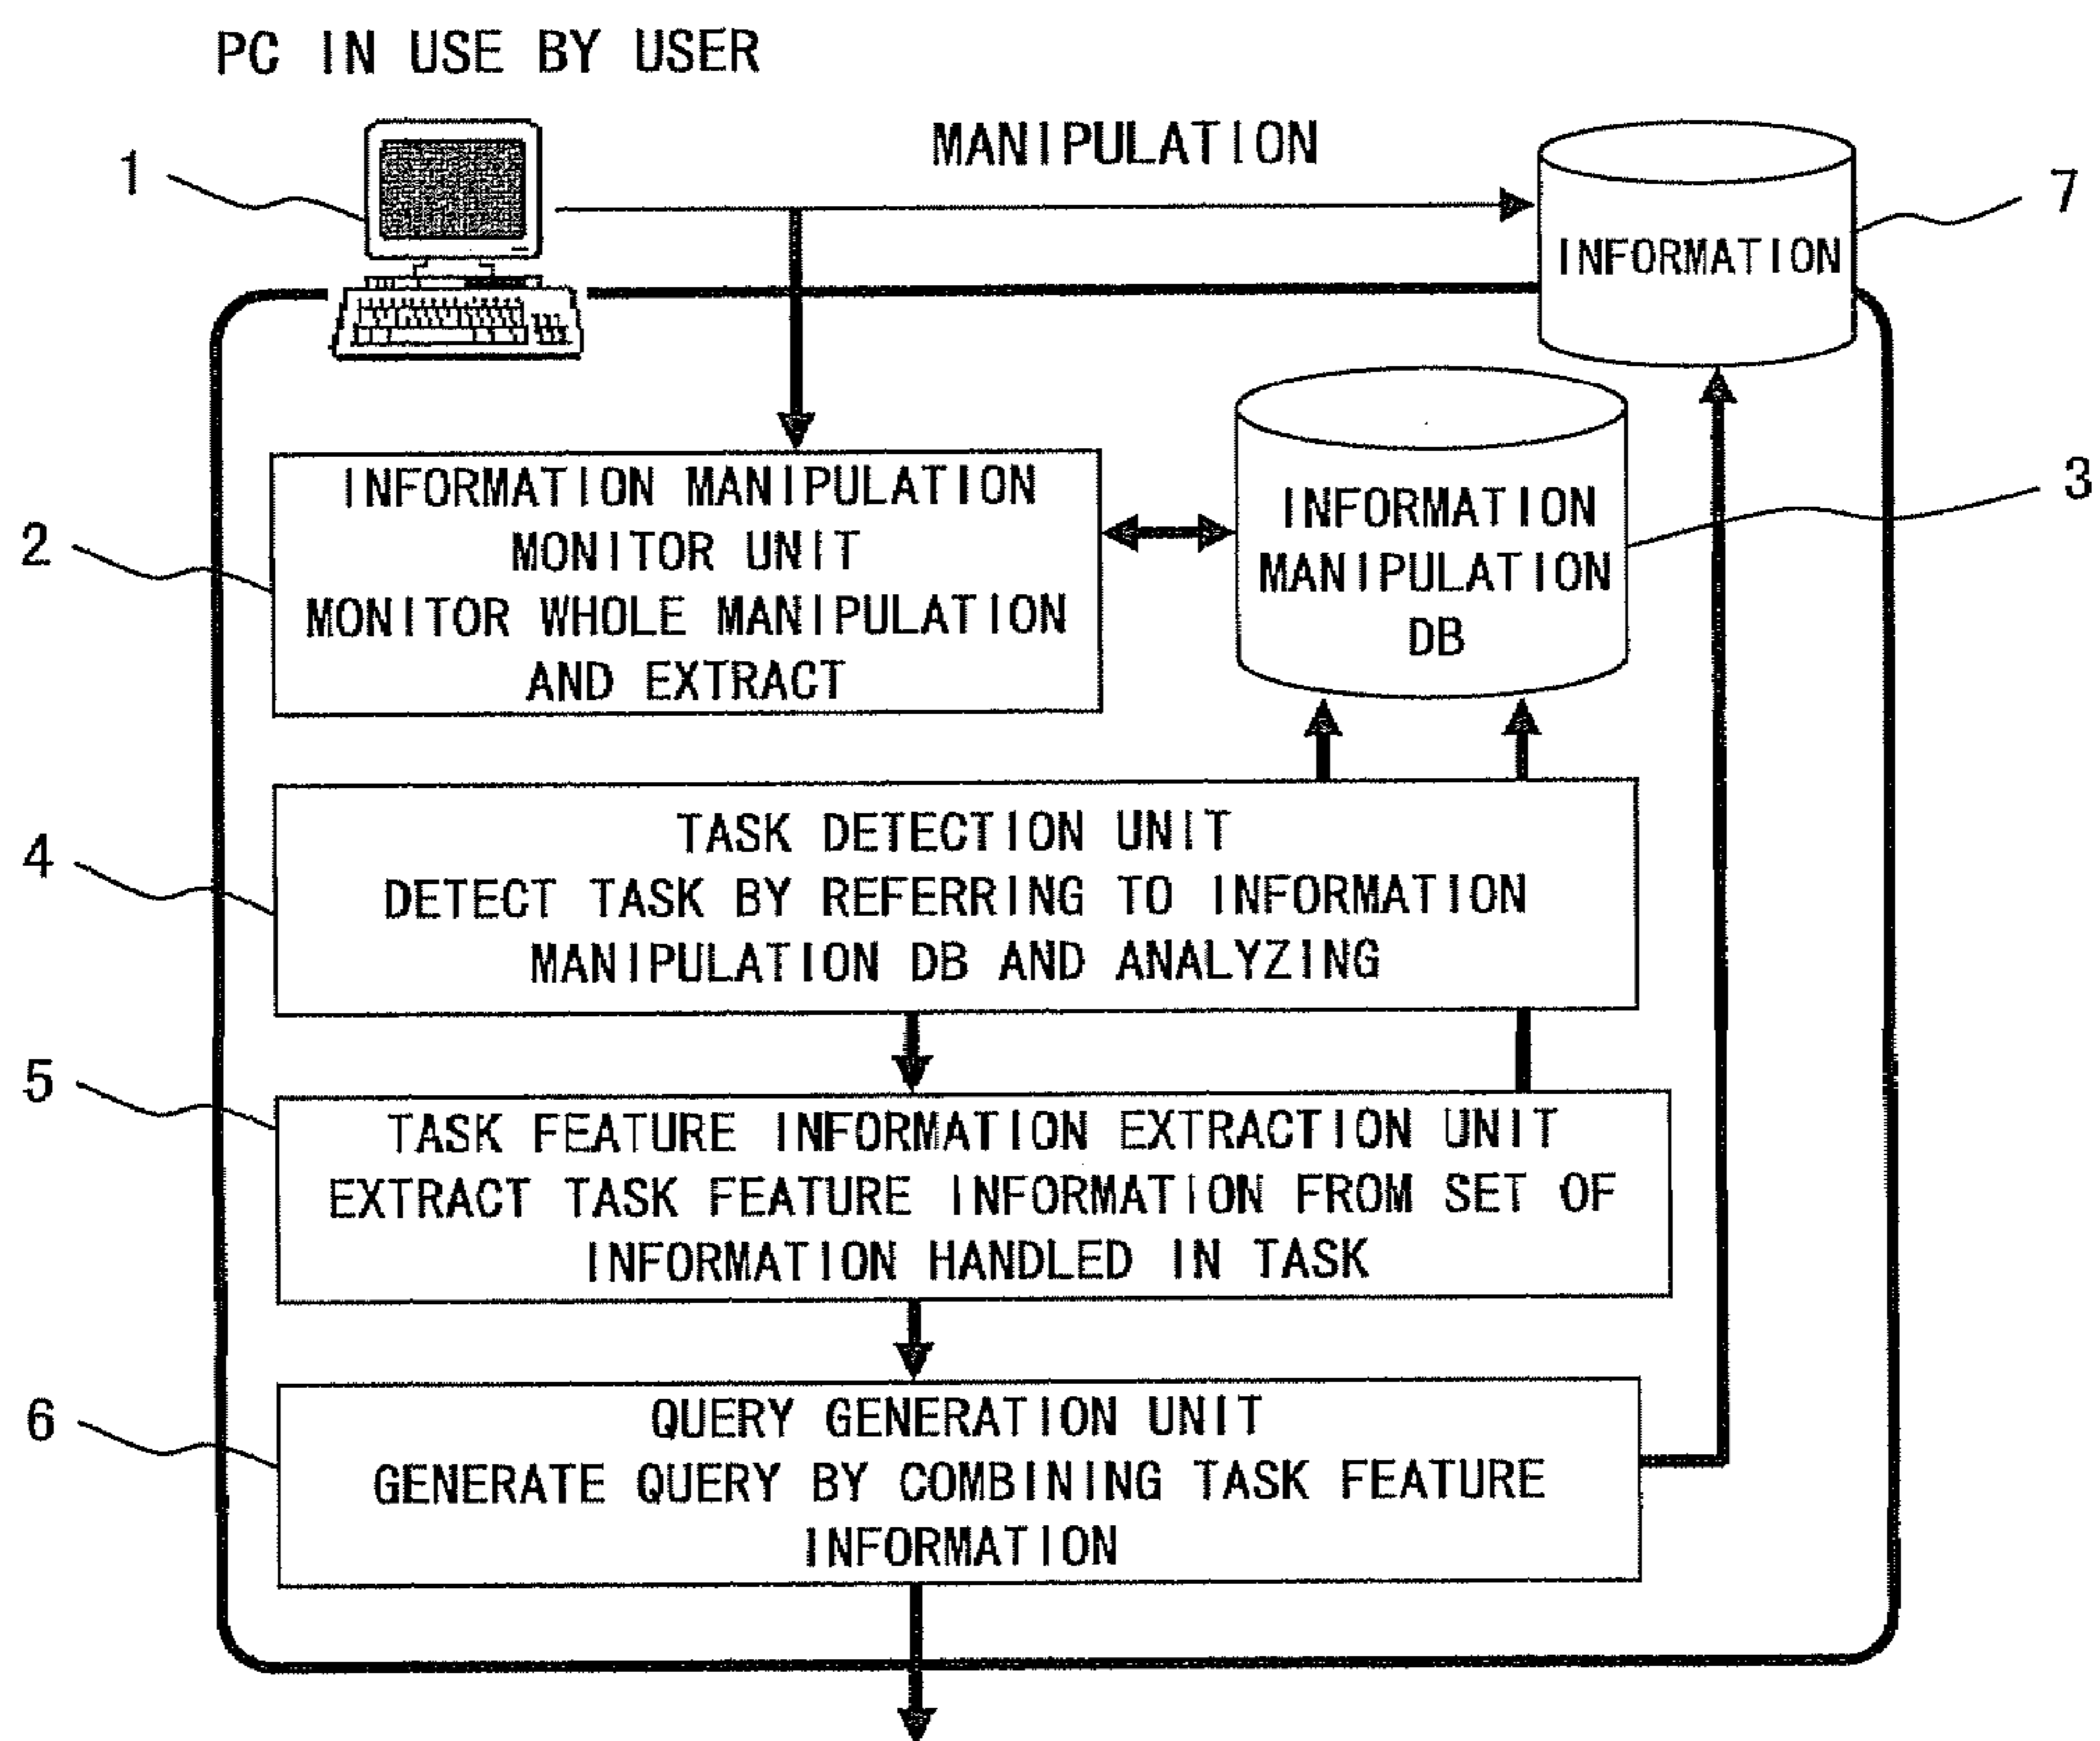 PC IN USE BY USER
1
MANIPULATION
7
INFORMATION
2
INFORMATION MANIPULATION
MONITOR UNIT
MONITOR WHOLE MANIPULATION
AND EXTRACT
INFORMATION
MANIPULATION
DB
3
4
TASK DETECTION UNIT
DETECT TASK BY REFERRING TO INFORMATION
MANIPULATION DB AND ANALYZING
5
TASK FEATURE INFORMATION EXTRACTION UNIT
EXTRACT TASK FEATURE INFORMATION FROM SET OF
INFORMATION HANDLED IN TASK
6
QUERY GENERATION UNIT
GENERATE QUERY BY COMBINING TASK FEATURE
INFORMATION